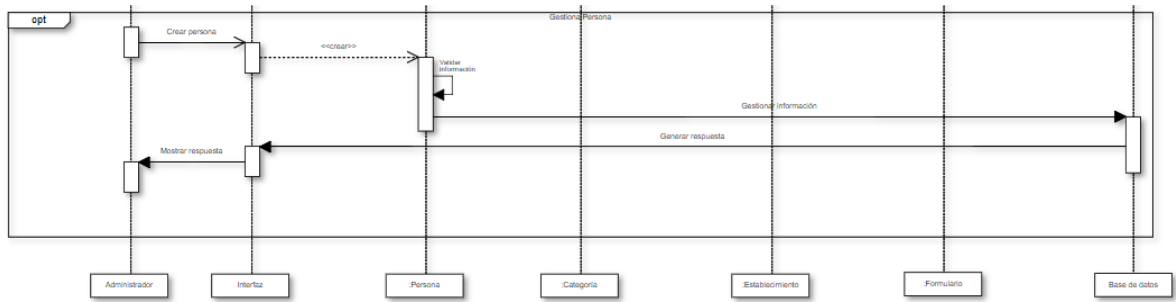 opt
Gestiona Persona
Crear persona
<<crear>>
Validar
información
Gestionar información
Generar respuesta
Mostrar respuesta
Administrador
Interfaz
:Persona
:Categoría
:Establecimiento
:Formulario
Base de datos